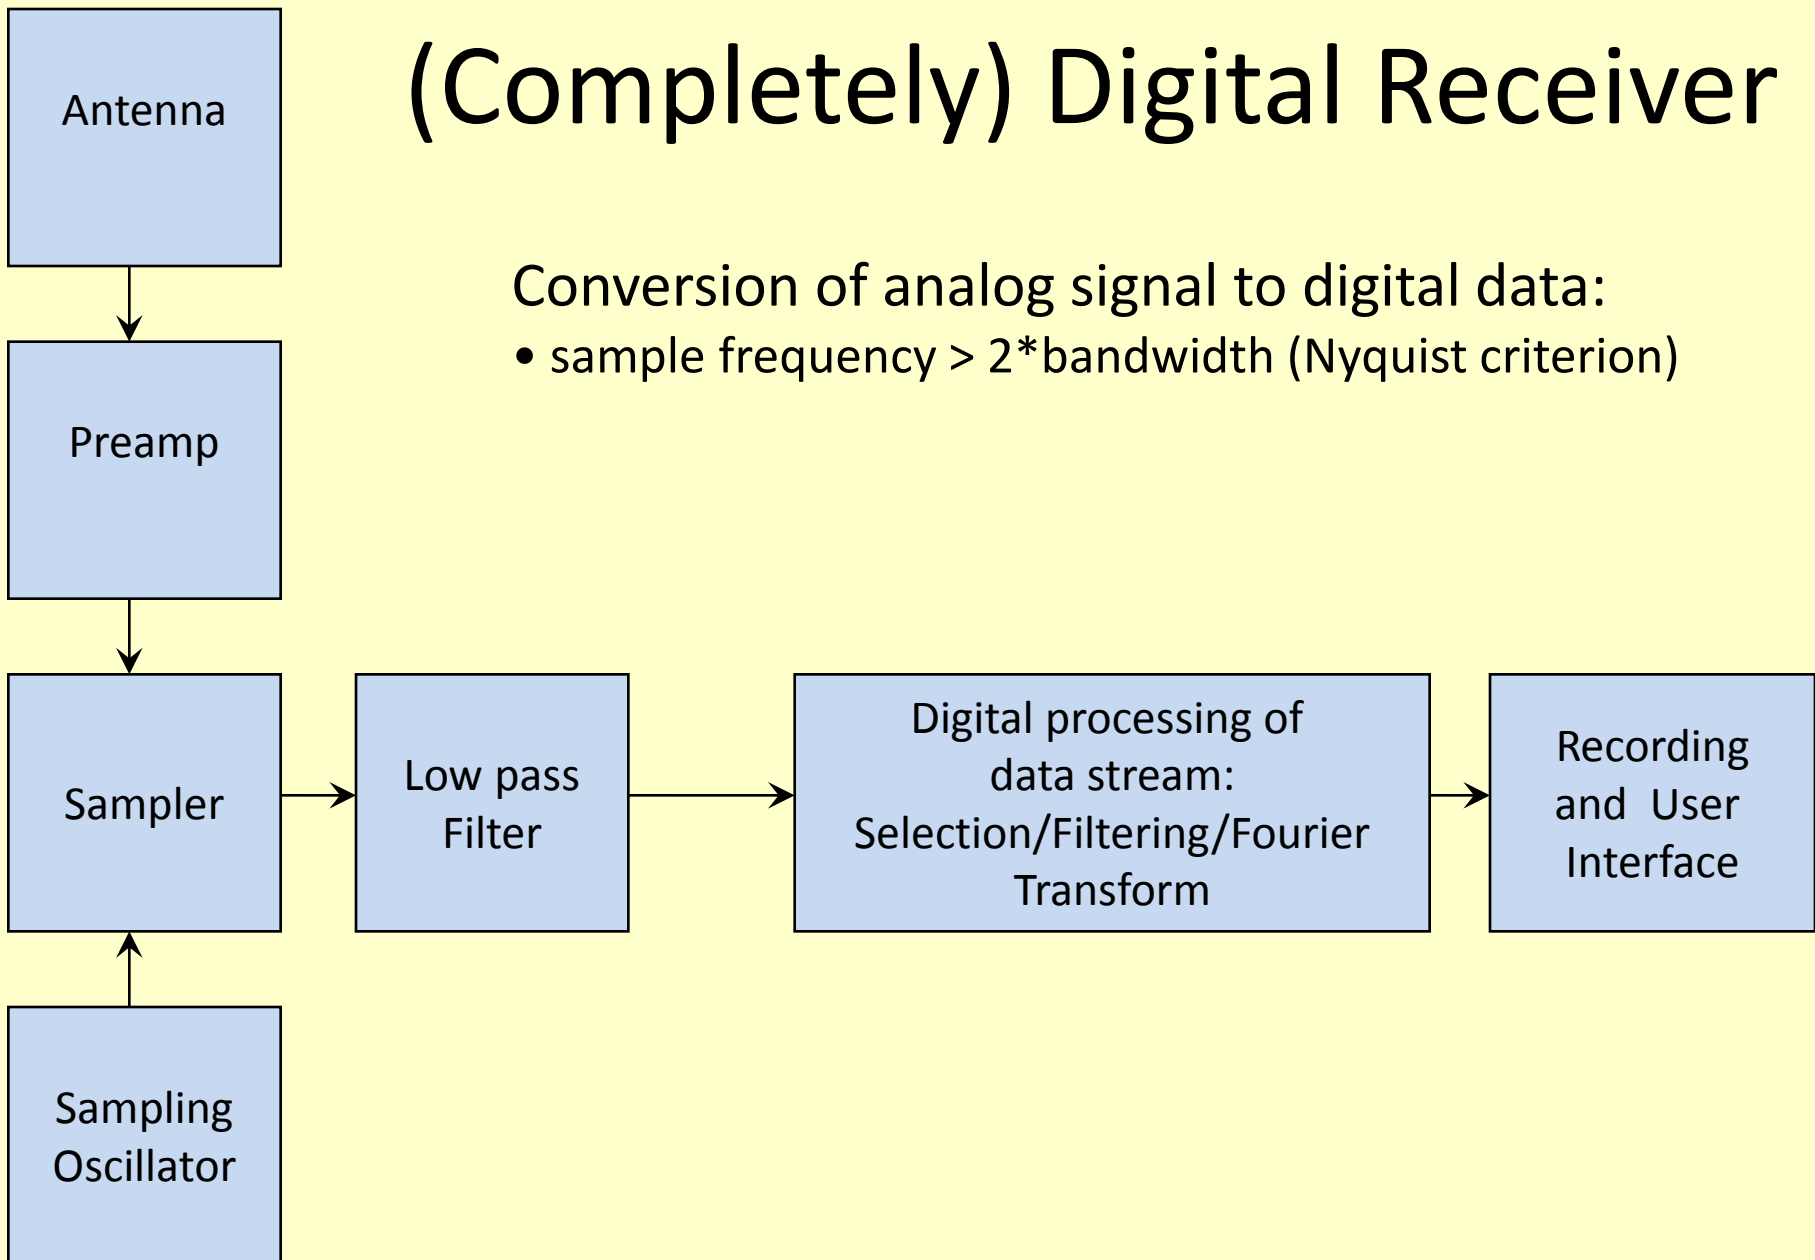 (Completely) Digital Receiver
Antenna
Conversion of analog signal to digital data:
• sample frequency > 2*bandwidth (Nyquist criterion)
Preamp
Sampler
Low pass
Filter
Digital processing of
data stream:
Selection/Filtering/Fourier
Transform
Recording
and User
Interface
Sampling
Oscillator